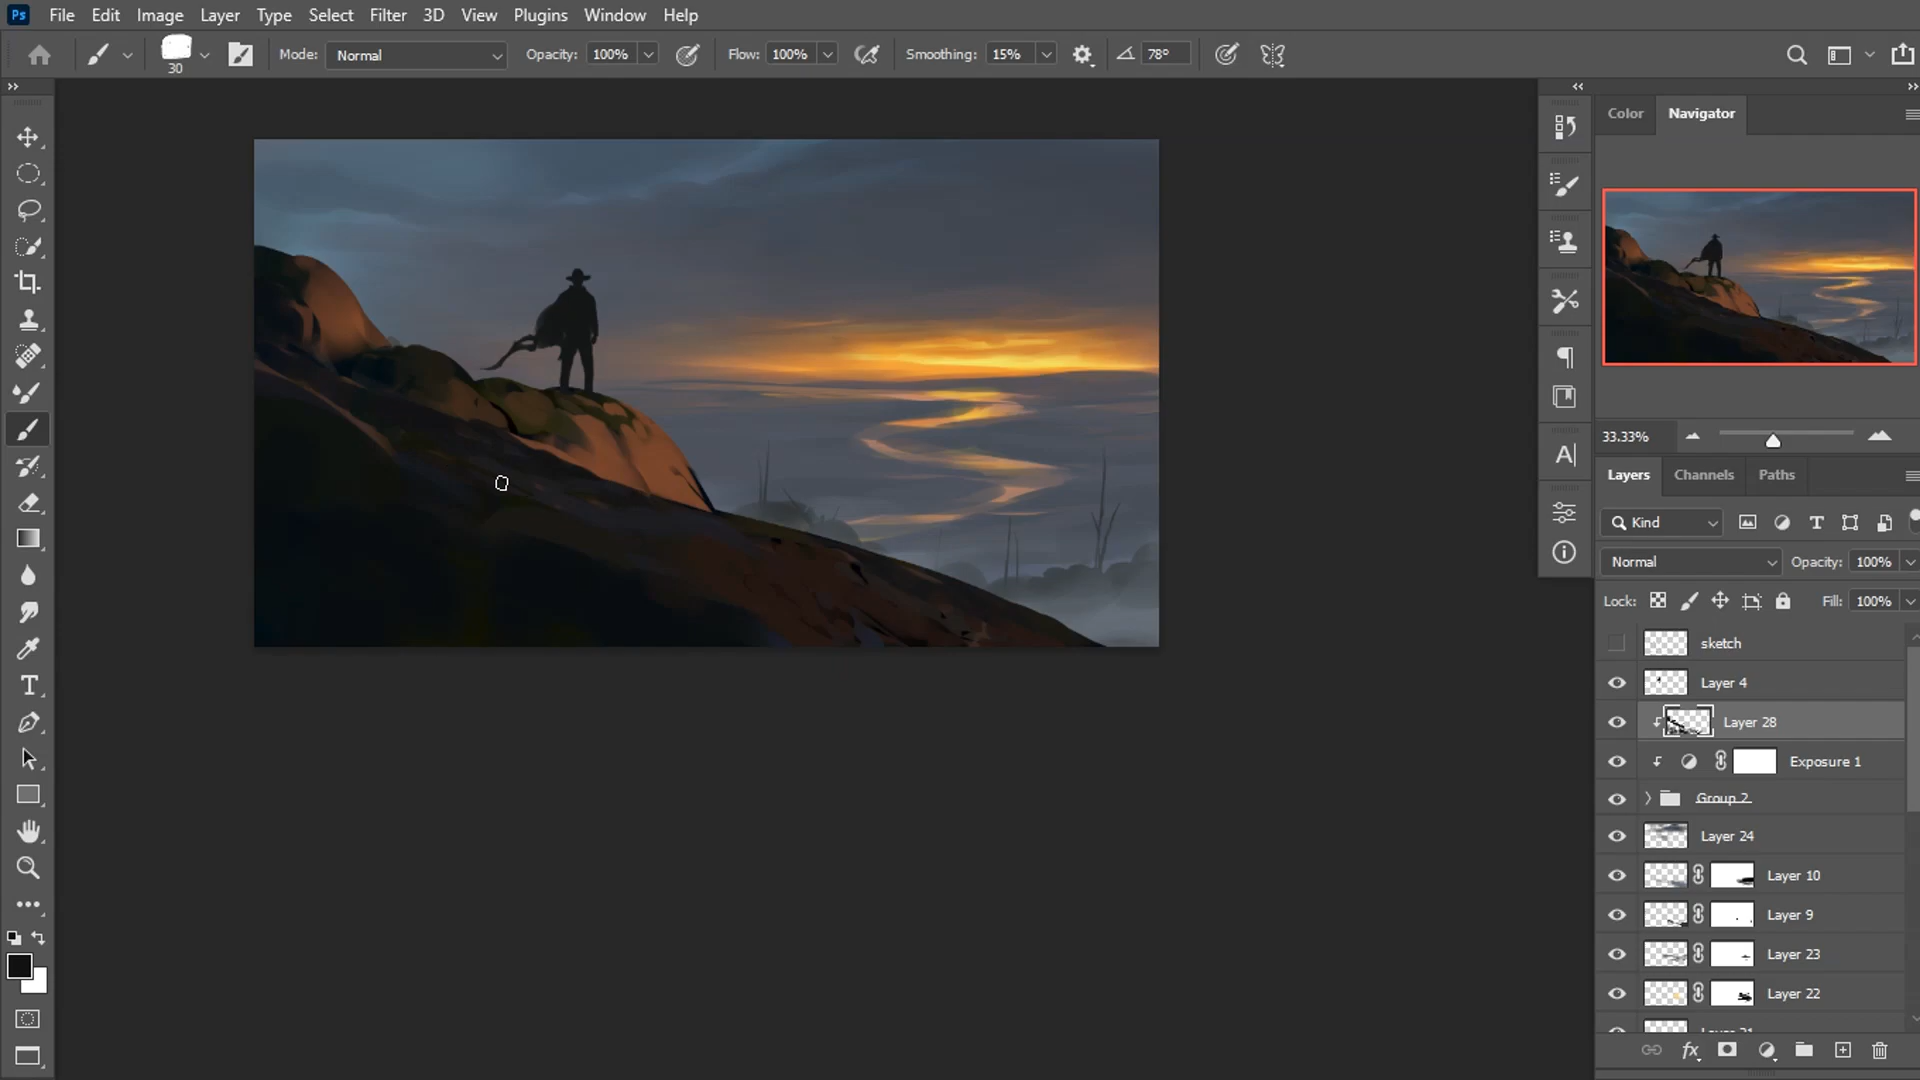 Ps File Edit Image Layer Type Select Filter 3D View Plugins Window Help
30 Mode: Normal Opacity: 100% Flow: 100% Smoothing: 15% 78°
Color Navigator
33.33%
Layers Channels Paths
Kind
Normal Opacity: 100%
Lock: Fill: 100%
sketch
Layer 4
Layer 28
Exposure 1
Group 2
Layer 24
Layer 10
Layer 9
Layer 23
Layer 22